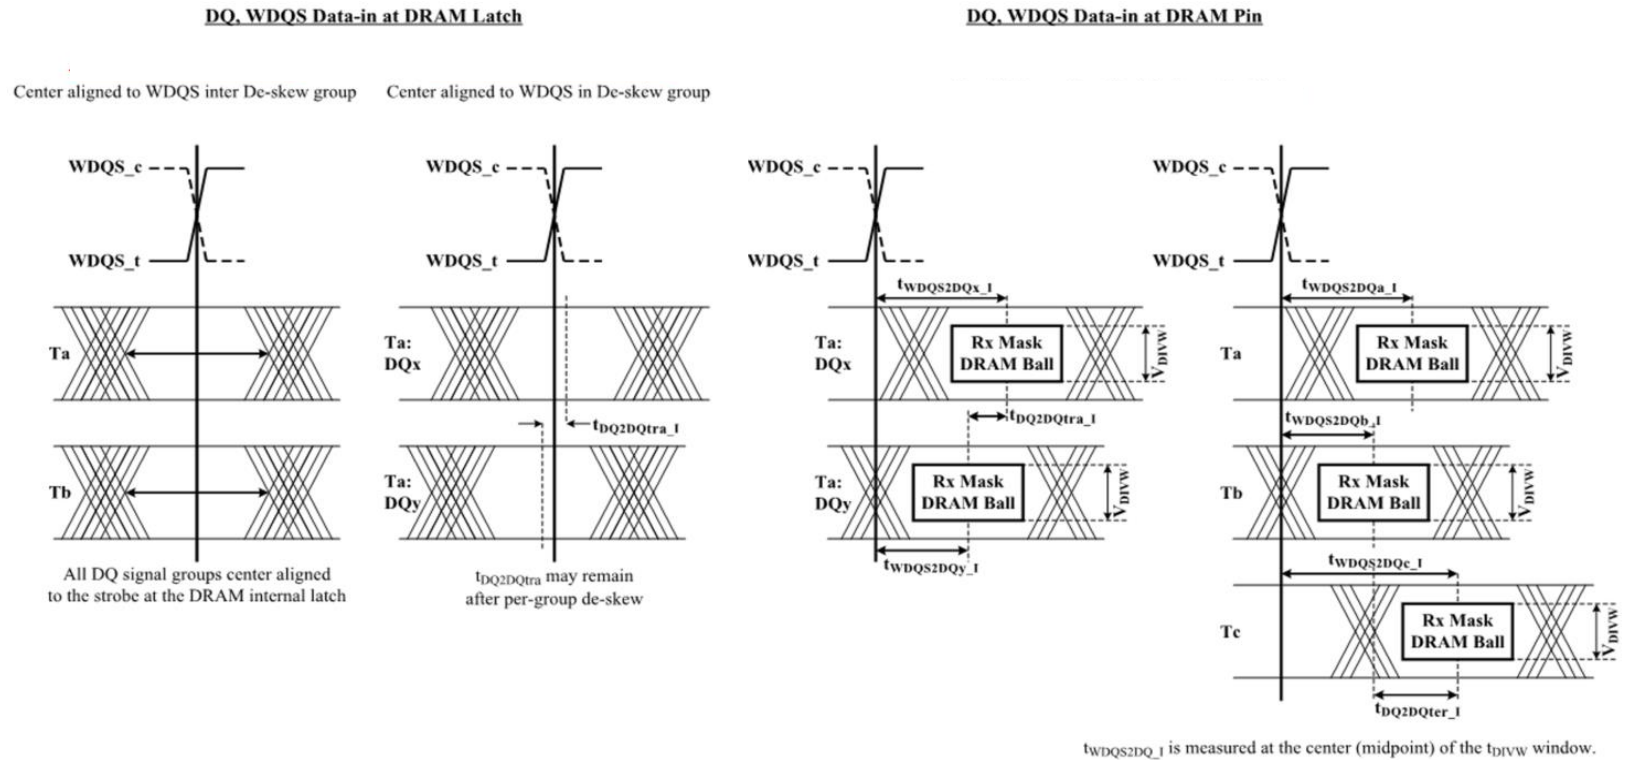 DQ, WDQS Data-in at DRAM Latch
DQ, WDQS Data-in at DRAM Pin
Center aligned to WDQS inter De-skew group
Center aligned to WDQS in De-skew group
WDQS_c
WDQS_t
Ta
Tb
All DQ signal groups center aligned
to the strobe at the DRAM internal latch
WDQS_c
WDQS_t
Ta:
DQx
tDQ2DQtra_I
Ta:
DQy
tDQ2DQtra may remain
after per-group de-skew
WDQS_c
WDQS_t
tWDQS2DQx_I
Ta:
DQx
Rx Mask
DRAM Ball
VDIVW
tDQ2DQtra_I
Ta:
DQy
Rx Mask
DRAM Ball
VDIVW
tWDQS2DQy_I
WDQS_c
WDQS_t
tWDQS2DQa_I
Ta
Rx Mask
DRAM Ball
VDIVW
tWDQS2DQb_I
Tb
Rx Mask
DRAM Ball
VDIVW
tWDQS2DQc_I
Tc
Rx Mask
DRAM Ball
VDIVW
tDQ2DQter_I
tWDQS2DQ_I is measured at the center (midpoint) of the tDIVW window.